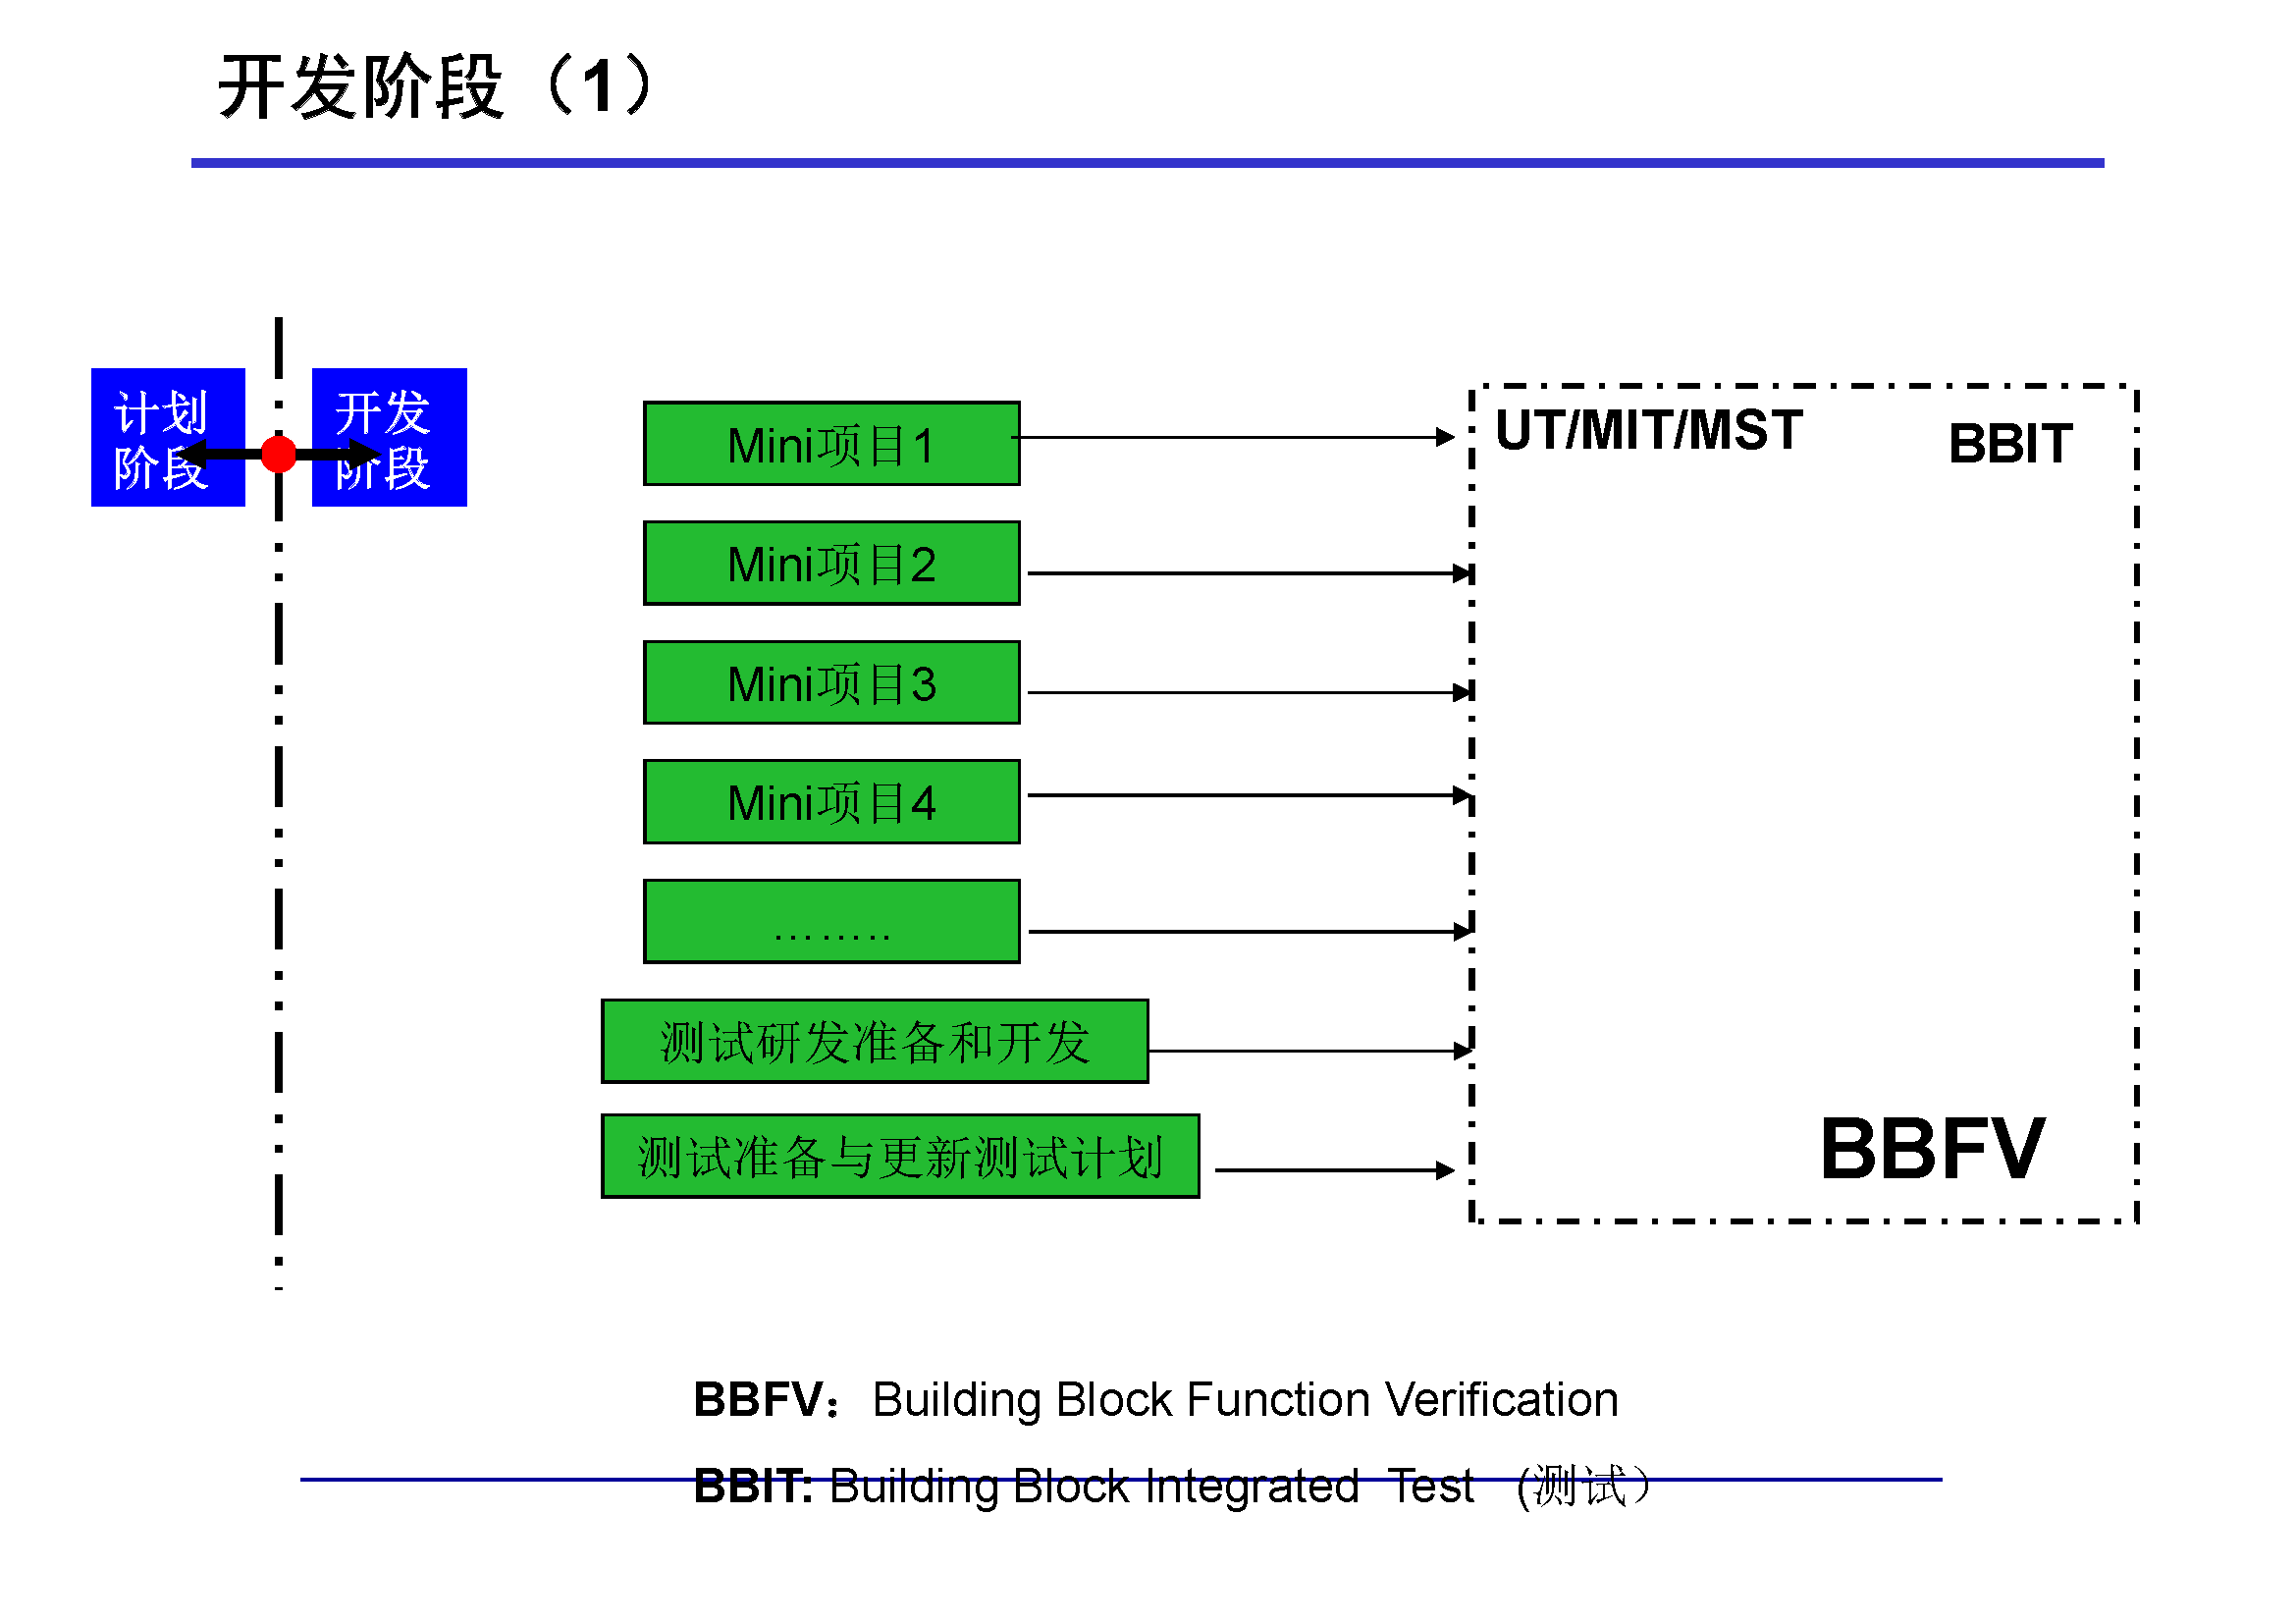 开发阶段（1）
计划
阶段
开发
阶段
Mini项目1
UT/MIT/MST
BBIT
Mini项目2
Mini项目3
Mini项目4
……..
测试研发准备和开发
测试准备与更新测试计划
BBFV
BBFV：Building Block Function Verification
BBIT: Building Block Integrated  Test   (测试）